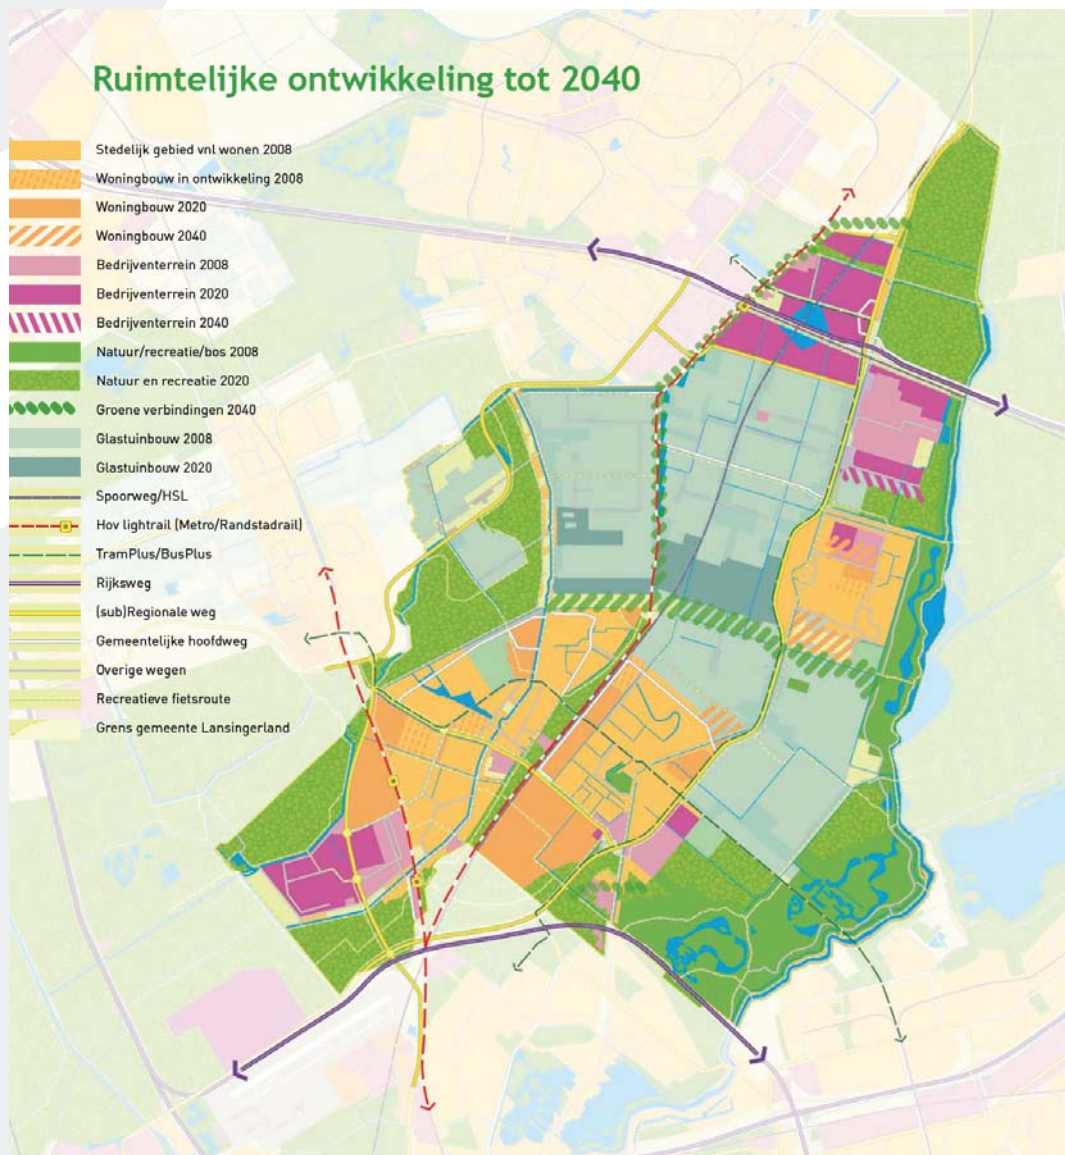 Ruimtelijke ontwikkeling tot 2040
Stedelijk gebied vnl wonen 2008
Woningbouw in ontwikkeling 2008
Woningbouw 2020
Woningbouw 2040
Bedrijventerrein 2008
Bedrijventerrein 2020
Bedrijventerrein 2040
Natuur/recreatie/bos 2008
Natuur en recreatie 2020
Groene verbindingen 2040
Glastuinbouw 2008
Glastuinbouw 2020
Spoorweg/HSL
Hov lightrail (Metro/Randstadrail)
TramPlus/BusPlus
Rijksweg
(sub)Regionale weg
Gemeentelijke hoofdweg
Overige wegen
Recreatieve fietsroute
Grens gemeente Lansingerland